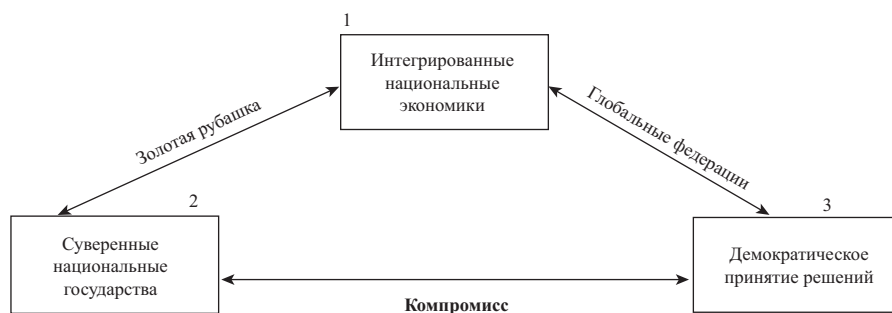 1
Интегрированные
национальные
экономики
Золотая рубашка
Глобальные федерации
2
Суверенные
национальные
государства
3
Демократическое
принятие решений
Компромисс